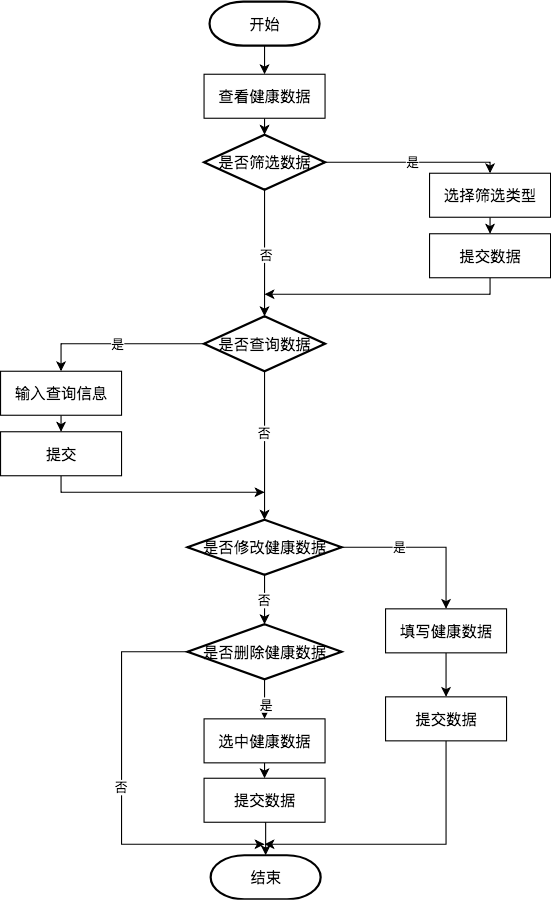 开始
查看健康数据
是否筛选数据
是
选择筛选类型
提交数据
否
是否查询数据
是
输入查询信息
提交
否
是否修改健康数据
是
填写健康数据
提交数据
否
是否删除健康数据
是
选中健康数据
提交数据
否
结束